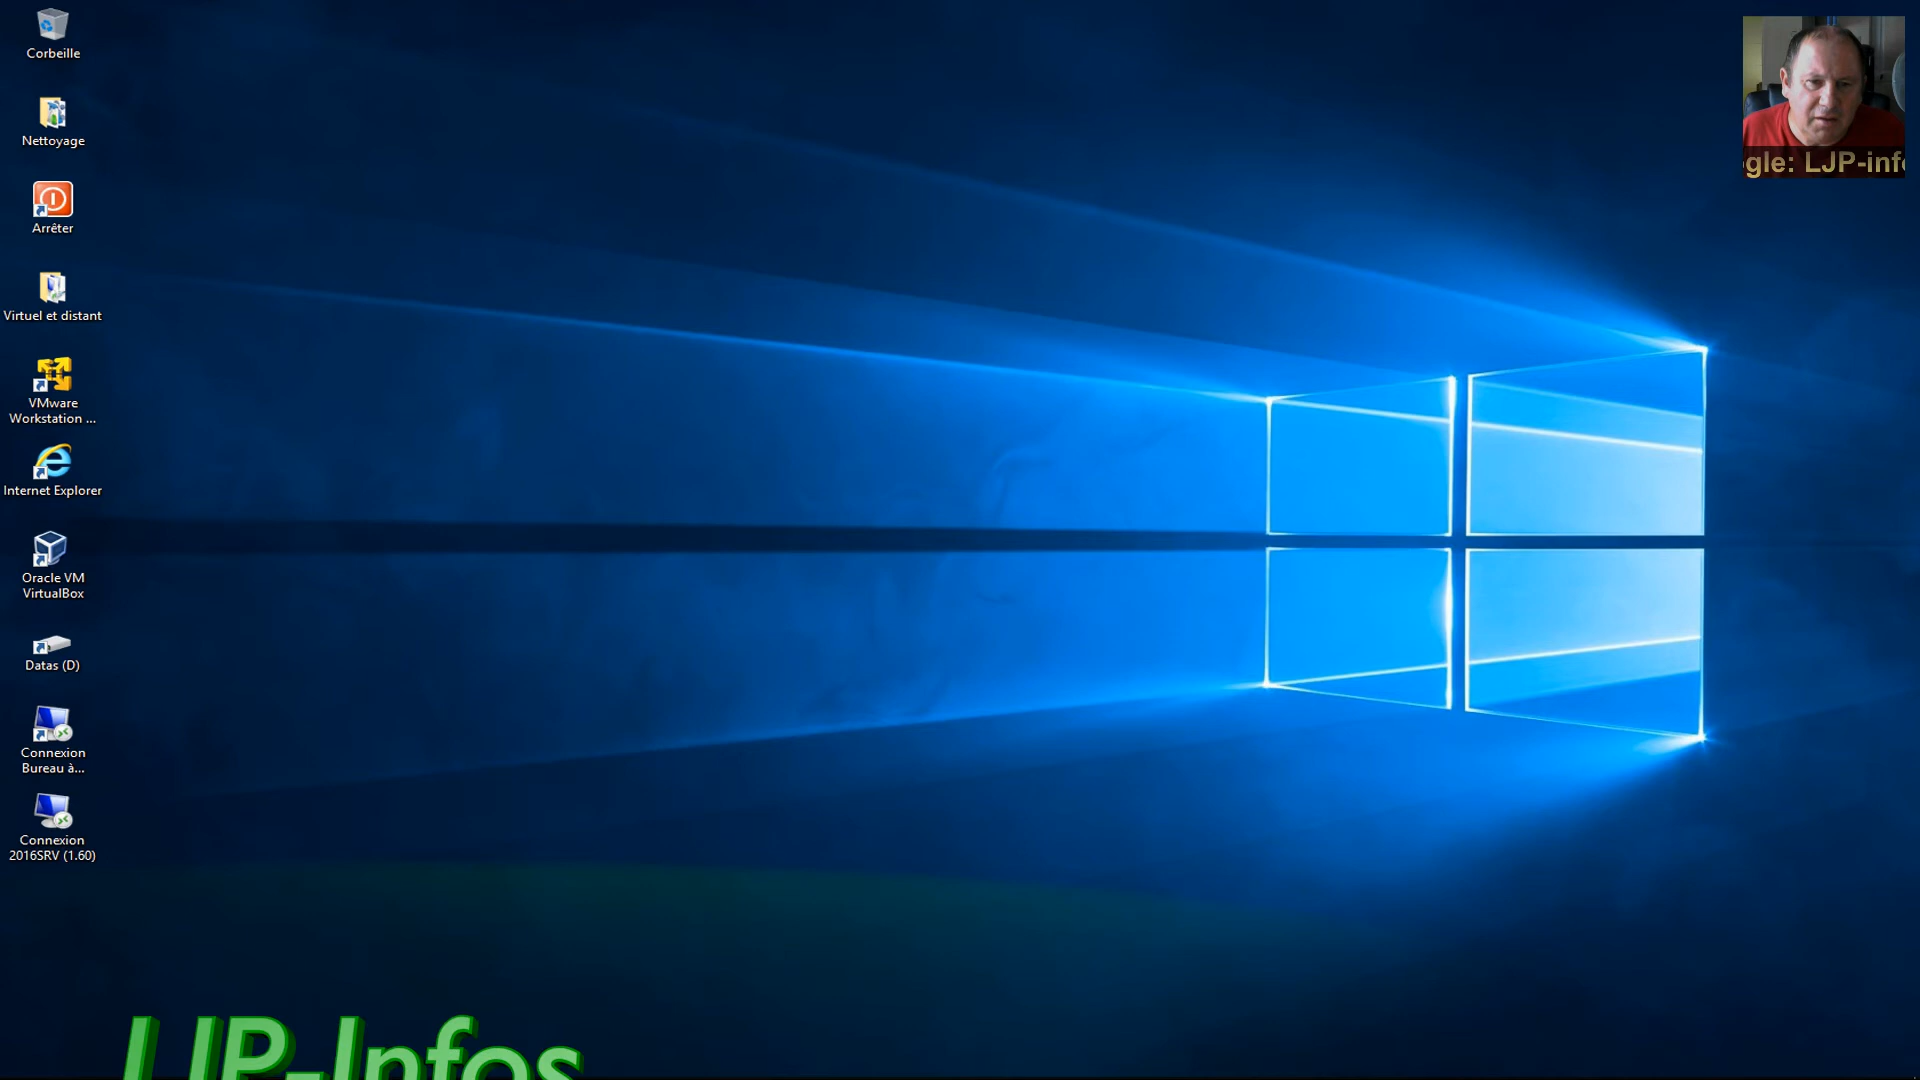 Corbeille
Nettoyage
Arrêter
Virtuel et distant
VMware
Workstation ...
Internet Explorer
Oracle VM
VirtualBox
Datas (D)
Connexion
Bureau à...
Connexion
2016SRV (1.60)
gle: LJP-info
LJP-Infos